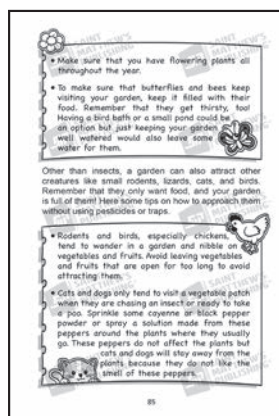 • Make sure that you have flowering plants all
throughout the year.
• To make sure that butterflies and bees keep
visiting your garden, keep it filled with their
food. Remember that they get thirsty, too!
Having a bird bath or a small pond could be
an option but just keeping your garden
well watered would also leave some
water for them.
Other than insects, a garden can also attract other
creatures like small rodents, lizards, cats, and birds.
Remember that they only want food, and your garden
is full of them! Here some tips on how to approach them
without using pesticides or traps.
• Rodents and birds, especially chickens,
tend to wander in a garden and nibble on
vegetables and fruits. Avoid leaving vegetables
and fruits that are open for too long to avoid
attracting them.
• Cats and dogs only tend to visit a vegetable patch
when they are chasing an insect or ready to take
a poo. Sprinkle some cayenne or black pepper
powder or spray a solution made from these
peppers around the plants where they usually
go. These peppers do not affect the plants but
cats and dogs will stay away from the
plants because they do not like the
smell of these peppers.
85